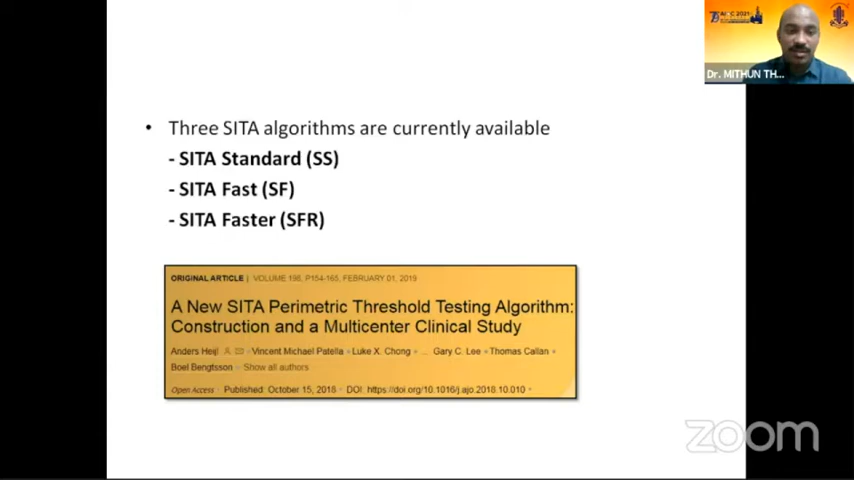 AIOC 2021
Dr. MITHUN TH...
• Three SITA algorithms are currently available
- SITA Standard (SS)
- SITA Fast (SF)
- SITA Faster (SFR)
ORIGINAL ARTICLE | VOLUME 198, P154-165, FEBRUARY 01, 2019
A New SITA Perimetric Threshold Testing Algorithm:
Construction and a Multicenter Clinical Study
Anders Heijl • Vincent Michael Patella • Luke X. Chong • ... Gary C. Lee • Thomas Callan •
Boel Bengtsson • Show all authors
Open Access • Published: October 15, 2018 • DOI: https://doi.org/10.1016/j.ajo.2018.10.010 •
zoom